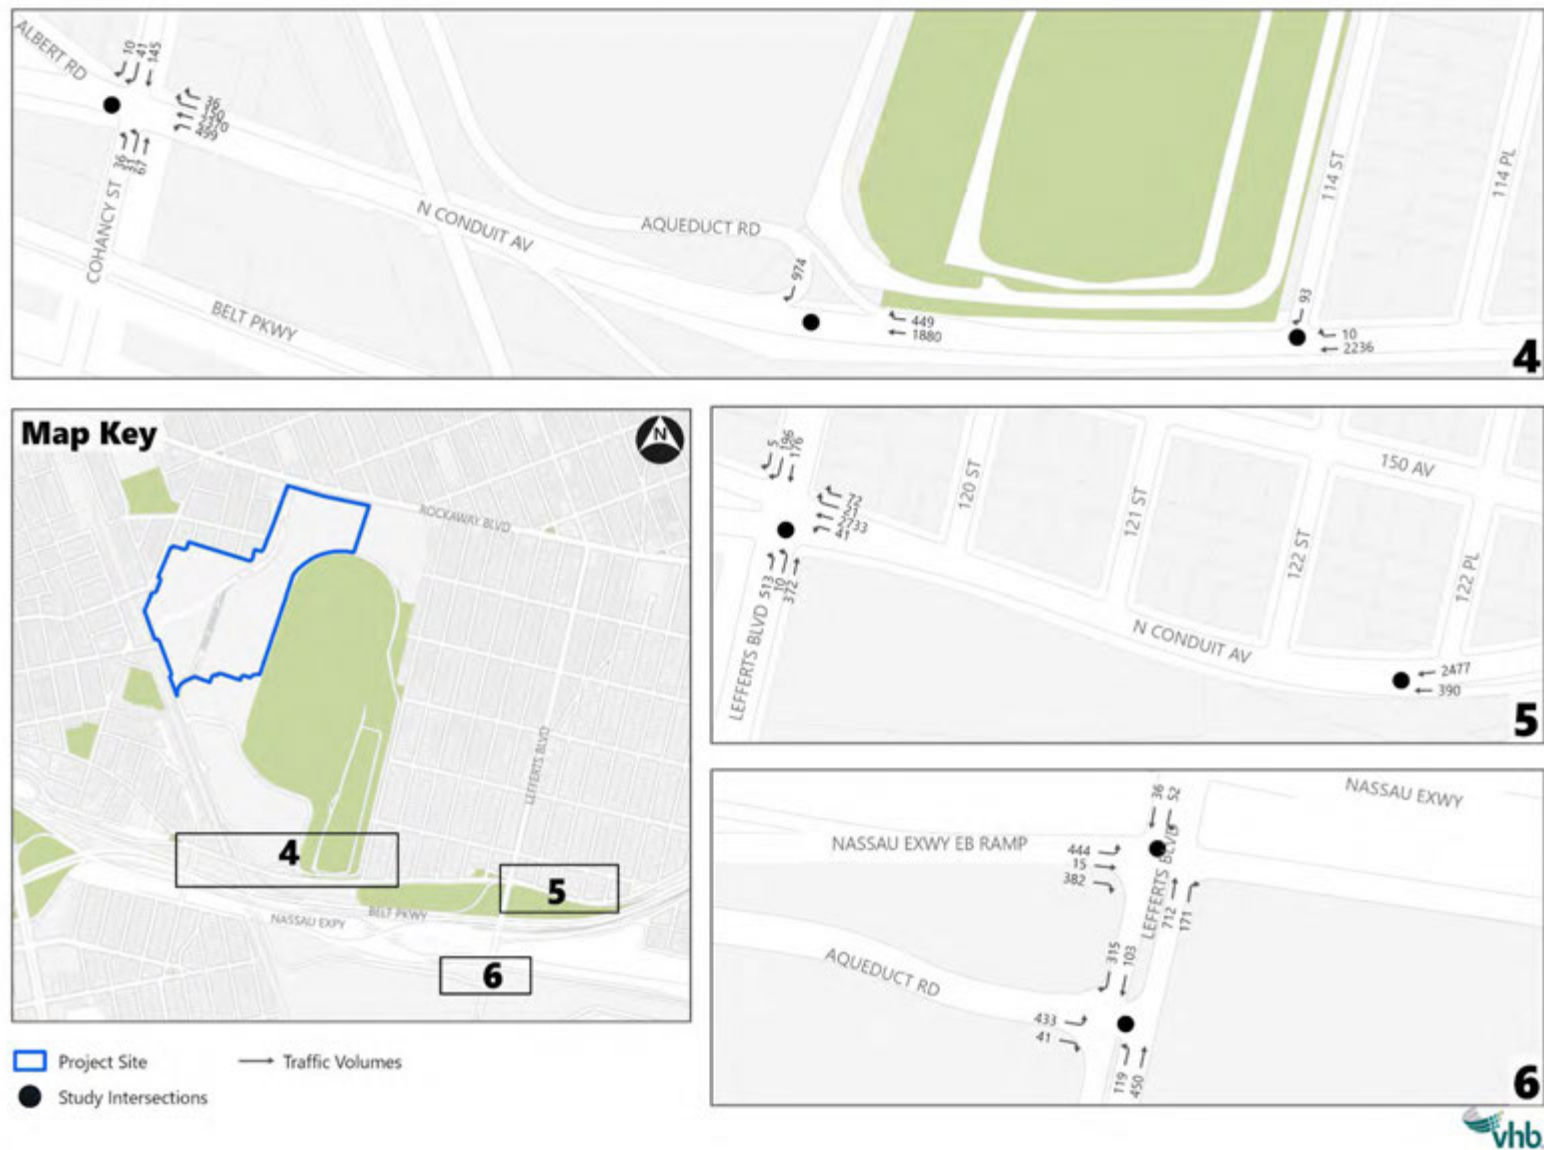 ALBERT RD
10
41
145
36
2270
499
36
67
COHANCY ST
N CONDUIT AV
BELT PKWY
AQUEDUCT RD
974
449
1880
114 ST
114 PL
93
10
2236
4
Map Key
N
ROCKAWAY BLVD
LEFFERTS BLVD
4
5
6
NASSAU EXPY
BELT PKWY
5
196
176
72
2233
41
513
10
372
LEFFERTS BLVD
120 ST
121 ST
122 ST
122 PL
150 AV
N CONDUIT AV
2477
390
5
NASSAU EXWY
36
52
NASSAU EXWY EB RAMP
444
15
382
LEFFERTS BLVD
712
171
315
103
AQUEDUCT RD
433
41
119
450
6
Project Site
Traffic Volumes
Study Intersections
vhb